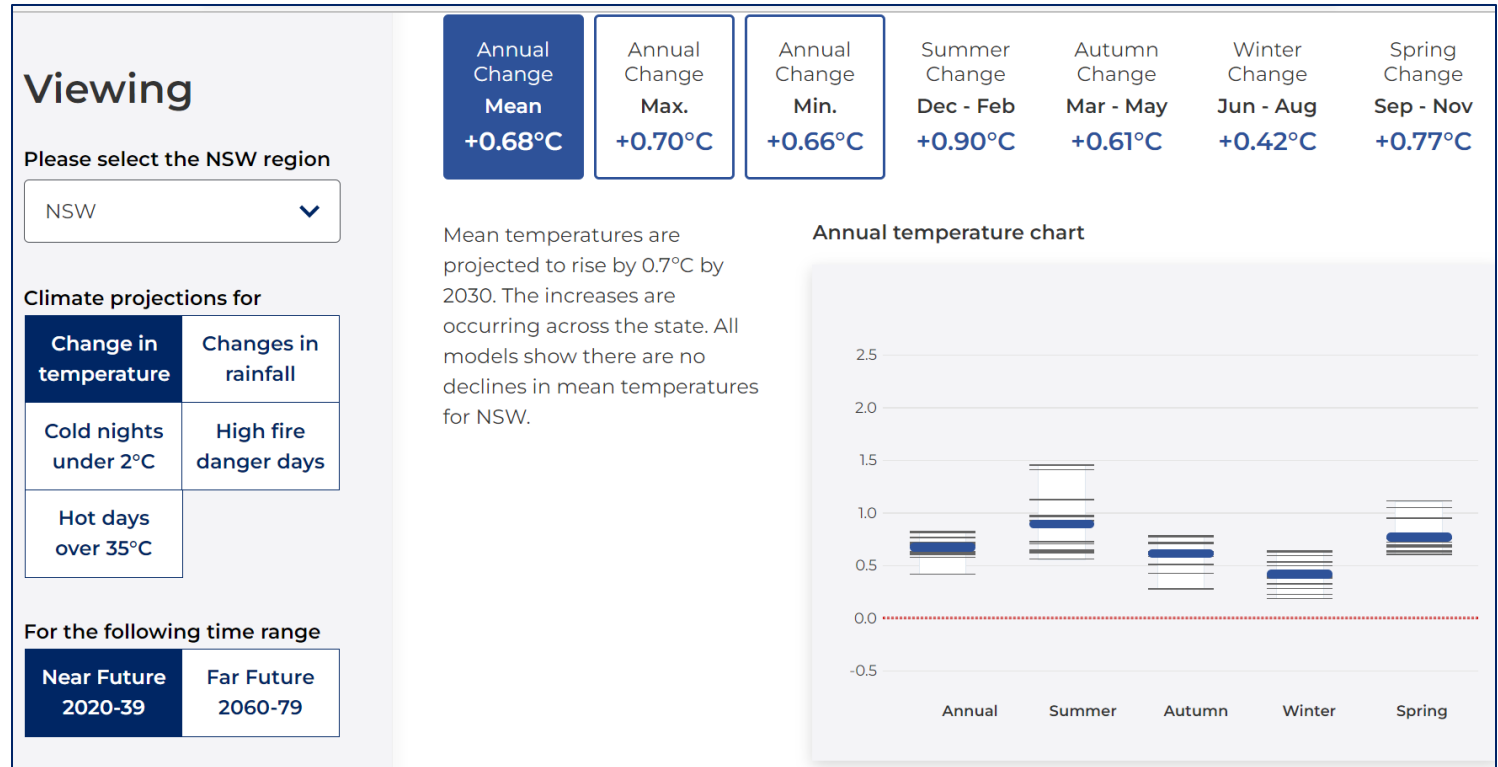 Viewing
Please select the NSW region
NSW
Climate projections for
Change in
temperature
Changes in
rainfall
Cold nights
under 2°C
High fire
danger days
Hot days
over 35°C
For the following time range
Near Future
2020-39
Far Future
2060-79
Annual
Change
Mean
+0.68°C
Annual
Change
Max.
+0.70°C
Annual
Change
Min.
+0.66°C
Summer
Change
Dec - Feb
+0.90°C
Autumn
Change
Mar - May
+0.61°C
Winter
Change
Jun - Aug
+0.42°C
Spring
Change
Sep - Nov
+0.77°C
Mean temperatures are
projected to rise by 0.7°C by
2030. The increases are
occurring across the state. All
models show there are no
declines in mean temperatures
for NSW.
Annual temperature chart
2.5
2.0
1.5
1.0
0.5
0.0
-0.5
Annual
Summer
Autumn
Winter
Spring